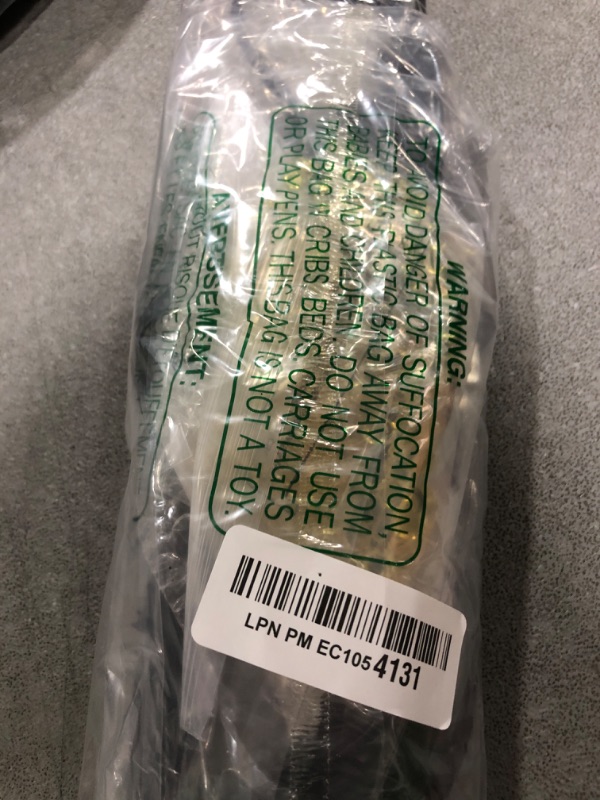 WARNING:
TO AVOID DANGER OF SUFFOCATION,
KEEP THIS PLASTIC BAG AWAY FROM
BABIES AND CHILDREN. DO NOT USE
THIS BAG IN CRIBS, BEDS, CARRIAGES
OR PLAY PENS. THIS BAG IS NOT A TOY.
AVERTISSEMENT:
LPN PM EC105 4131